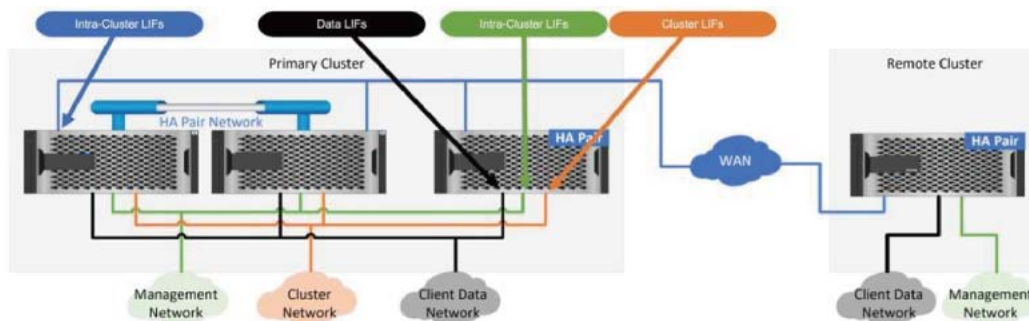 Intra-Cluster LIFs
Data LIFs
Intra-Cluster LIFs
Cluster LIFs
Primary Cluster
Remote Cluster
HA Pair Network
HA Pair
WAN
HA Pair
Management
Network
Cluster
Network
Client Data
Network
Client Data
Network
Management
Network